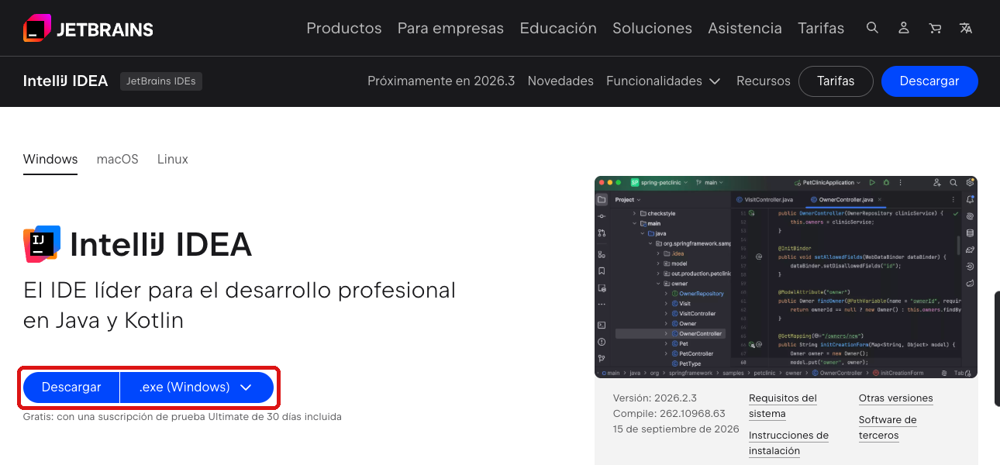 JETBRAINS
Productos Para empresas Educación Soluciones Asistencia Tarifas
IntelliJ IDEA JetBrains IDEs
Próximamente en 2026.3 Novedades Funcionalidades Recursos Tarifas Descargar
Windows macOS Linux
IJ
IntelliJ IDEA
El IDE líder para el desarrollo profesional
en Java y Kotlin
Descargar .exe (Windows)
Gratis: con una suscripción de prueba Ultimate de 30 días incluida
SP spring-petclinic main PetClinicApplication
Project
VisitController.java OwnerController.java
checkstyle
main
java
org.springframework.samp
.idea
model
out.production.petclinic
owner
OwnerRepository
Visit
VisitController
Owner
OwnerController
Pet
PetController
PetType
public OwnerController(OwnerRepository clinicService) {
this.owners = clinicService;
}
@InitBinder
public void setAllowedFields(WebDataBinder dataBinder) {
dataBinder.setDisallowedFields("id");
}
@ModelAttribute("owner")
public Owner findOwner(@PathVariable(name = "ownerId", requir
return ownerId == null ? new Owner() : this.owners.findBy
}
@GetMapping("/owners/new")
public String initCreationForm(Map<String, Object> model) {
Owner owner = new Owner();
68 model.put("owner", owner);
main › java › org › springframework › samples › petclinic › owner › OwnerController › initCreationForm Tab
Versión: 2026.2.3
Compile: 262.10968.63
15 de septiembre de 2026
Requisitos del
sistema
Instrucciones de
instalación
Otras versiones
Software de
terceros